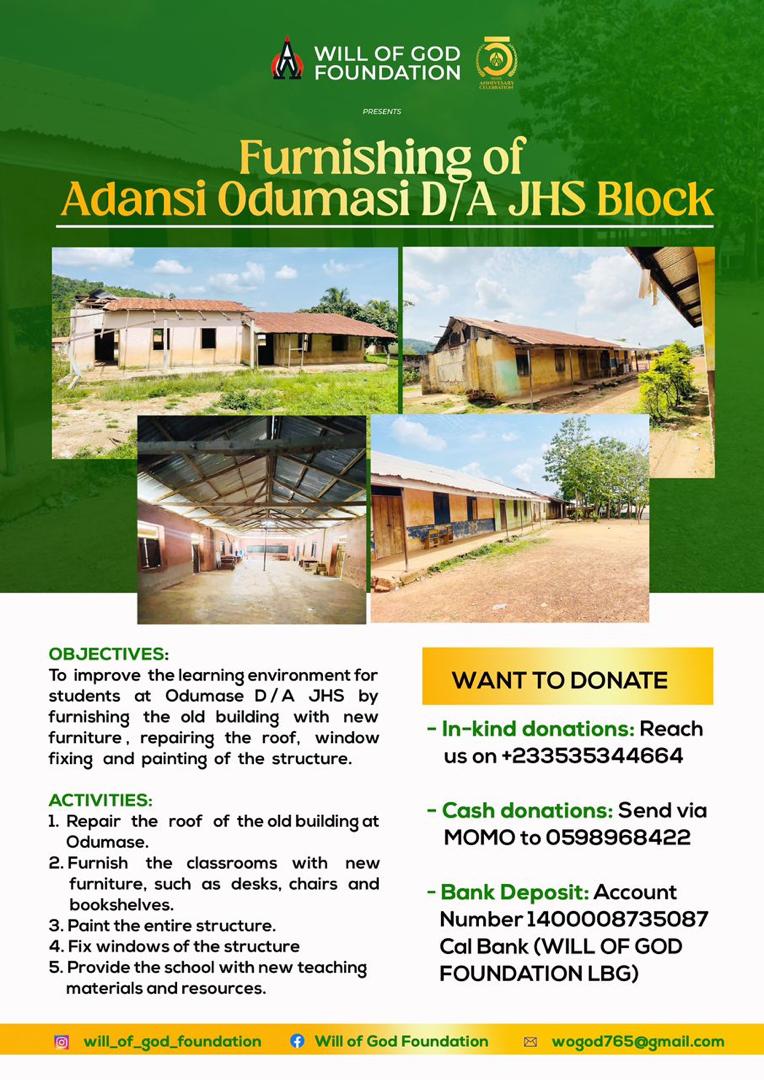 WILL OF GOD
FOUNDATION
5
ANNIVERSARY
CELEBRATION
PRESENTS
Furnishing of
Adansi Odumasi D/A JHS Block
OBJECTIVES:
To improve the learning environment for
students at Odumase D/A JHS by
furnishing the old building with new
furniture, repairing the roof, window
fixing and painting of the structure.
ACTIVITIES:
1. Repair the roof of the old building at
Odumase.
2. Furnish the classrooms with new
furniture, such as desks, chairs and
bookshelves.
3. Paint the entire structure.
4. Fix windows of the structure
5. Provide the school with new teaching
materials and resources.
WANT TO DONATE
- In-kind donations: Reach
us on +233535344664
- Cash donations: Send via
MOMO to 0598968422
- Bank Deposit: Account
Number 1400008735087
Cal Bank (WILL OF GOD
FOUNDATION LBG)
will_of_god_foundation
Will of God Foundation
wogod765@gmail.com